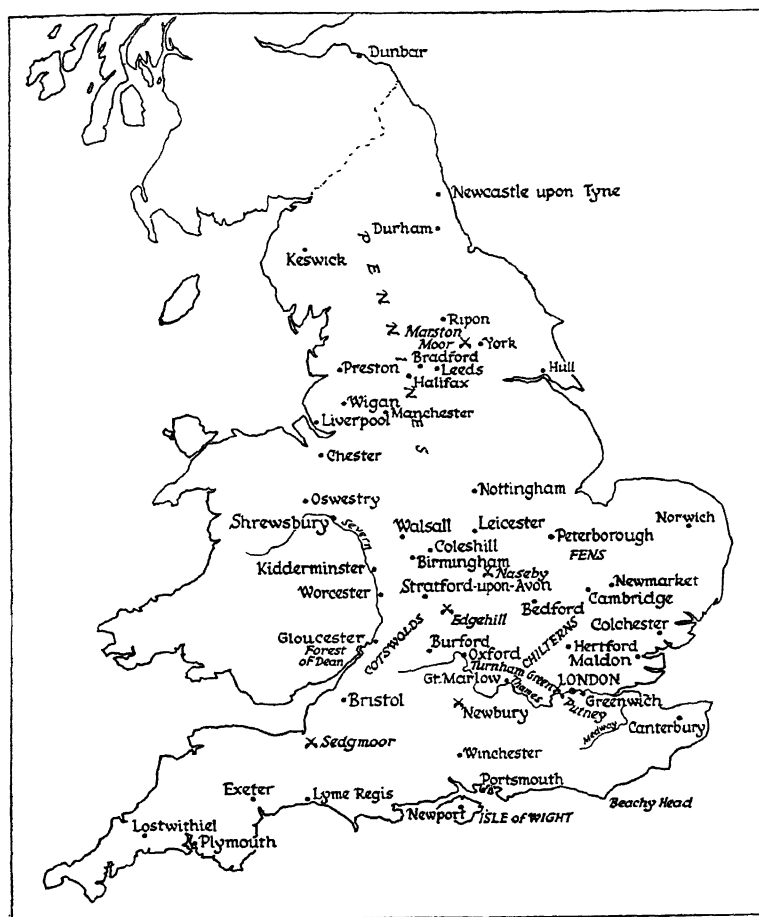 Dunbar
Newcastle upon Tyne
Durham
Keswick
PENNINES
Ripon
Marston
Moor
York
Bradford
Preston
Leeds
Hull
Halifax
Wigan
Manchester
Liverpool
Chester
Nottingham
Oswestry
Shrewsbury
Severn
Walsall
Leicester
Peterborough
Norwich
Coleshill
FENS
Birmingham
Kidderminster
Naseby
Newmarket
Worcester
Stratford-upon-Avon
Cambridge
Bedford
Edgehill
Colchester
Gloucester
Forest
of Dean
COTSWOLDS
Burford
Oxford
CHILTERNS
Hertford
Maldon
Turnham Green
Gt. Marlow
Thames
LONDON
Greenwich
Putney
Bristol
Newbury
Medway
Canterbury
Sedgmoor
Winchester
Portsmouth
Exeter
Lyme Regis
Beachy Head
Newport
ISLE of WIGHT
Lostwithiel
Plymouth